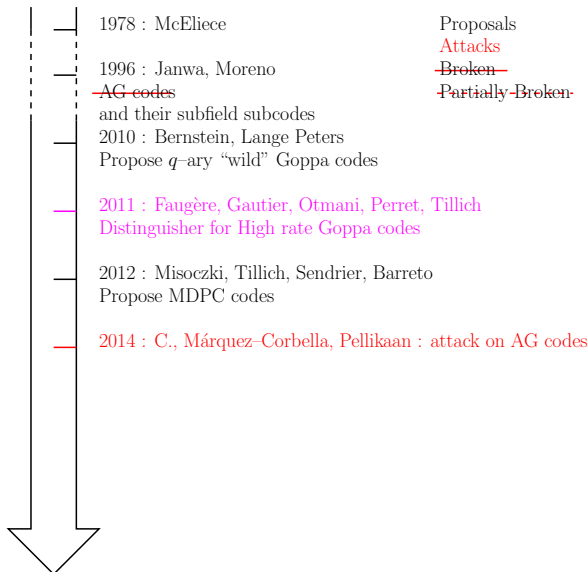 1978 : McEliece
Proposals
Attacks
1996 : Janwa, Moreno
Broken
AG codes
Partially Broken
and their subfield subcodes
2010 : Bernstein, Lange Peters
Propose q–ary “wild” Goppa codes
2011 : Faugère, Gautier, Otmani, Perret, Tillich
Distinguisher for High rate Goppa codes
2012 : Misoczki, Tillich, Sendrier, Barreto
Propose MDPC codes
2014 : C., Márquez–Corbella, Pellikaan : attack on AG codes